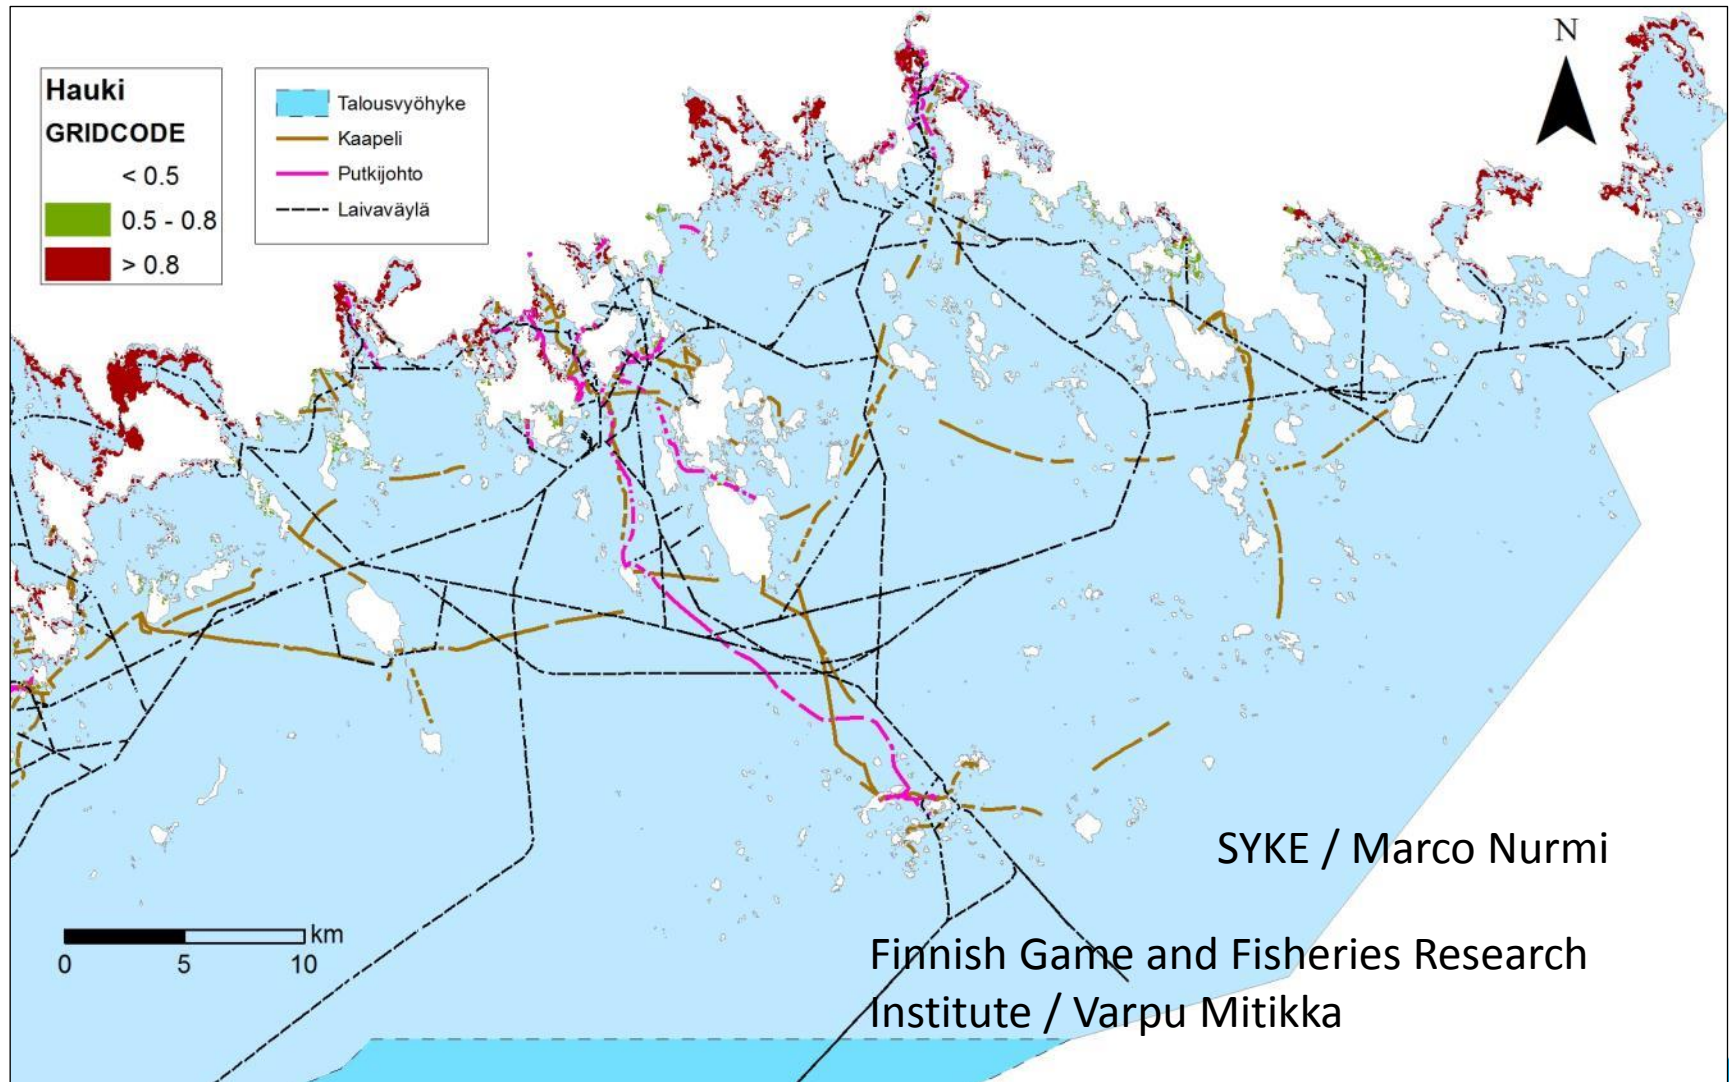 N
Hauki
GRIDCODE
< 0.5
0.5 - 0.8
> 0.8
Talousvyöhyke
Kaapeli
Putkijohto
Laivaväylä
SYKE / Marco Nurmi
Finnish Game and Fisheries Research
Institute / Varpu Mitikka
km
0 5 10